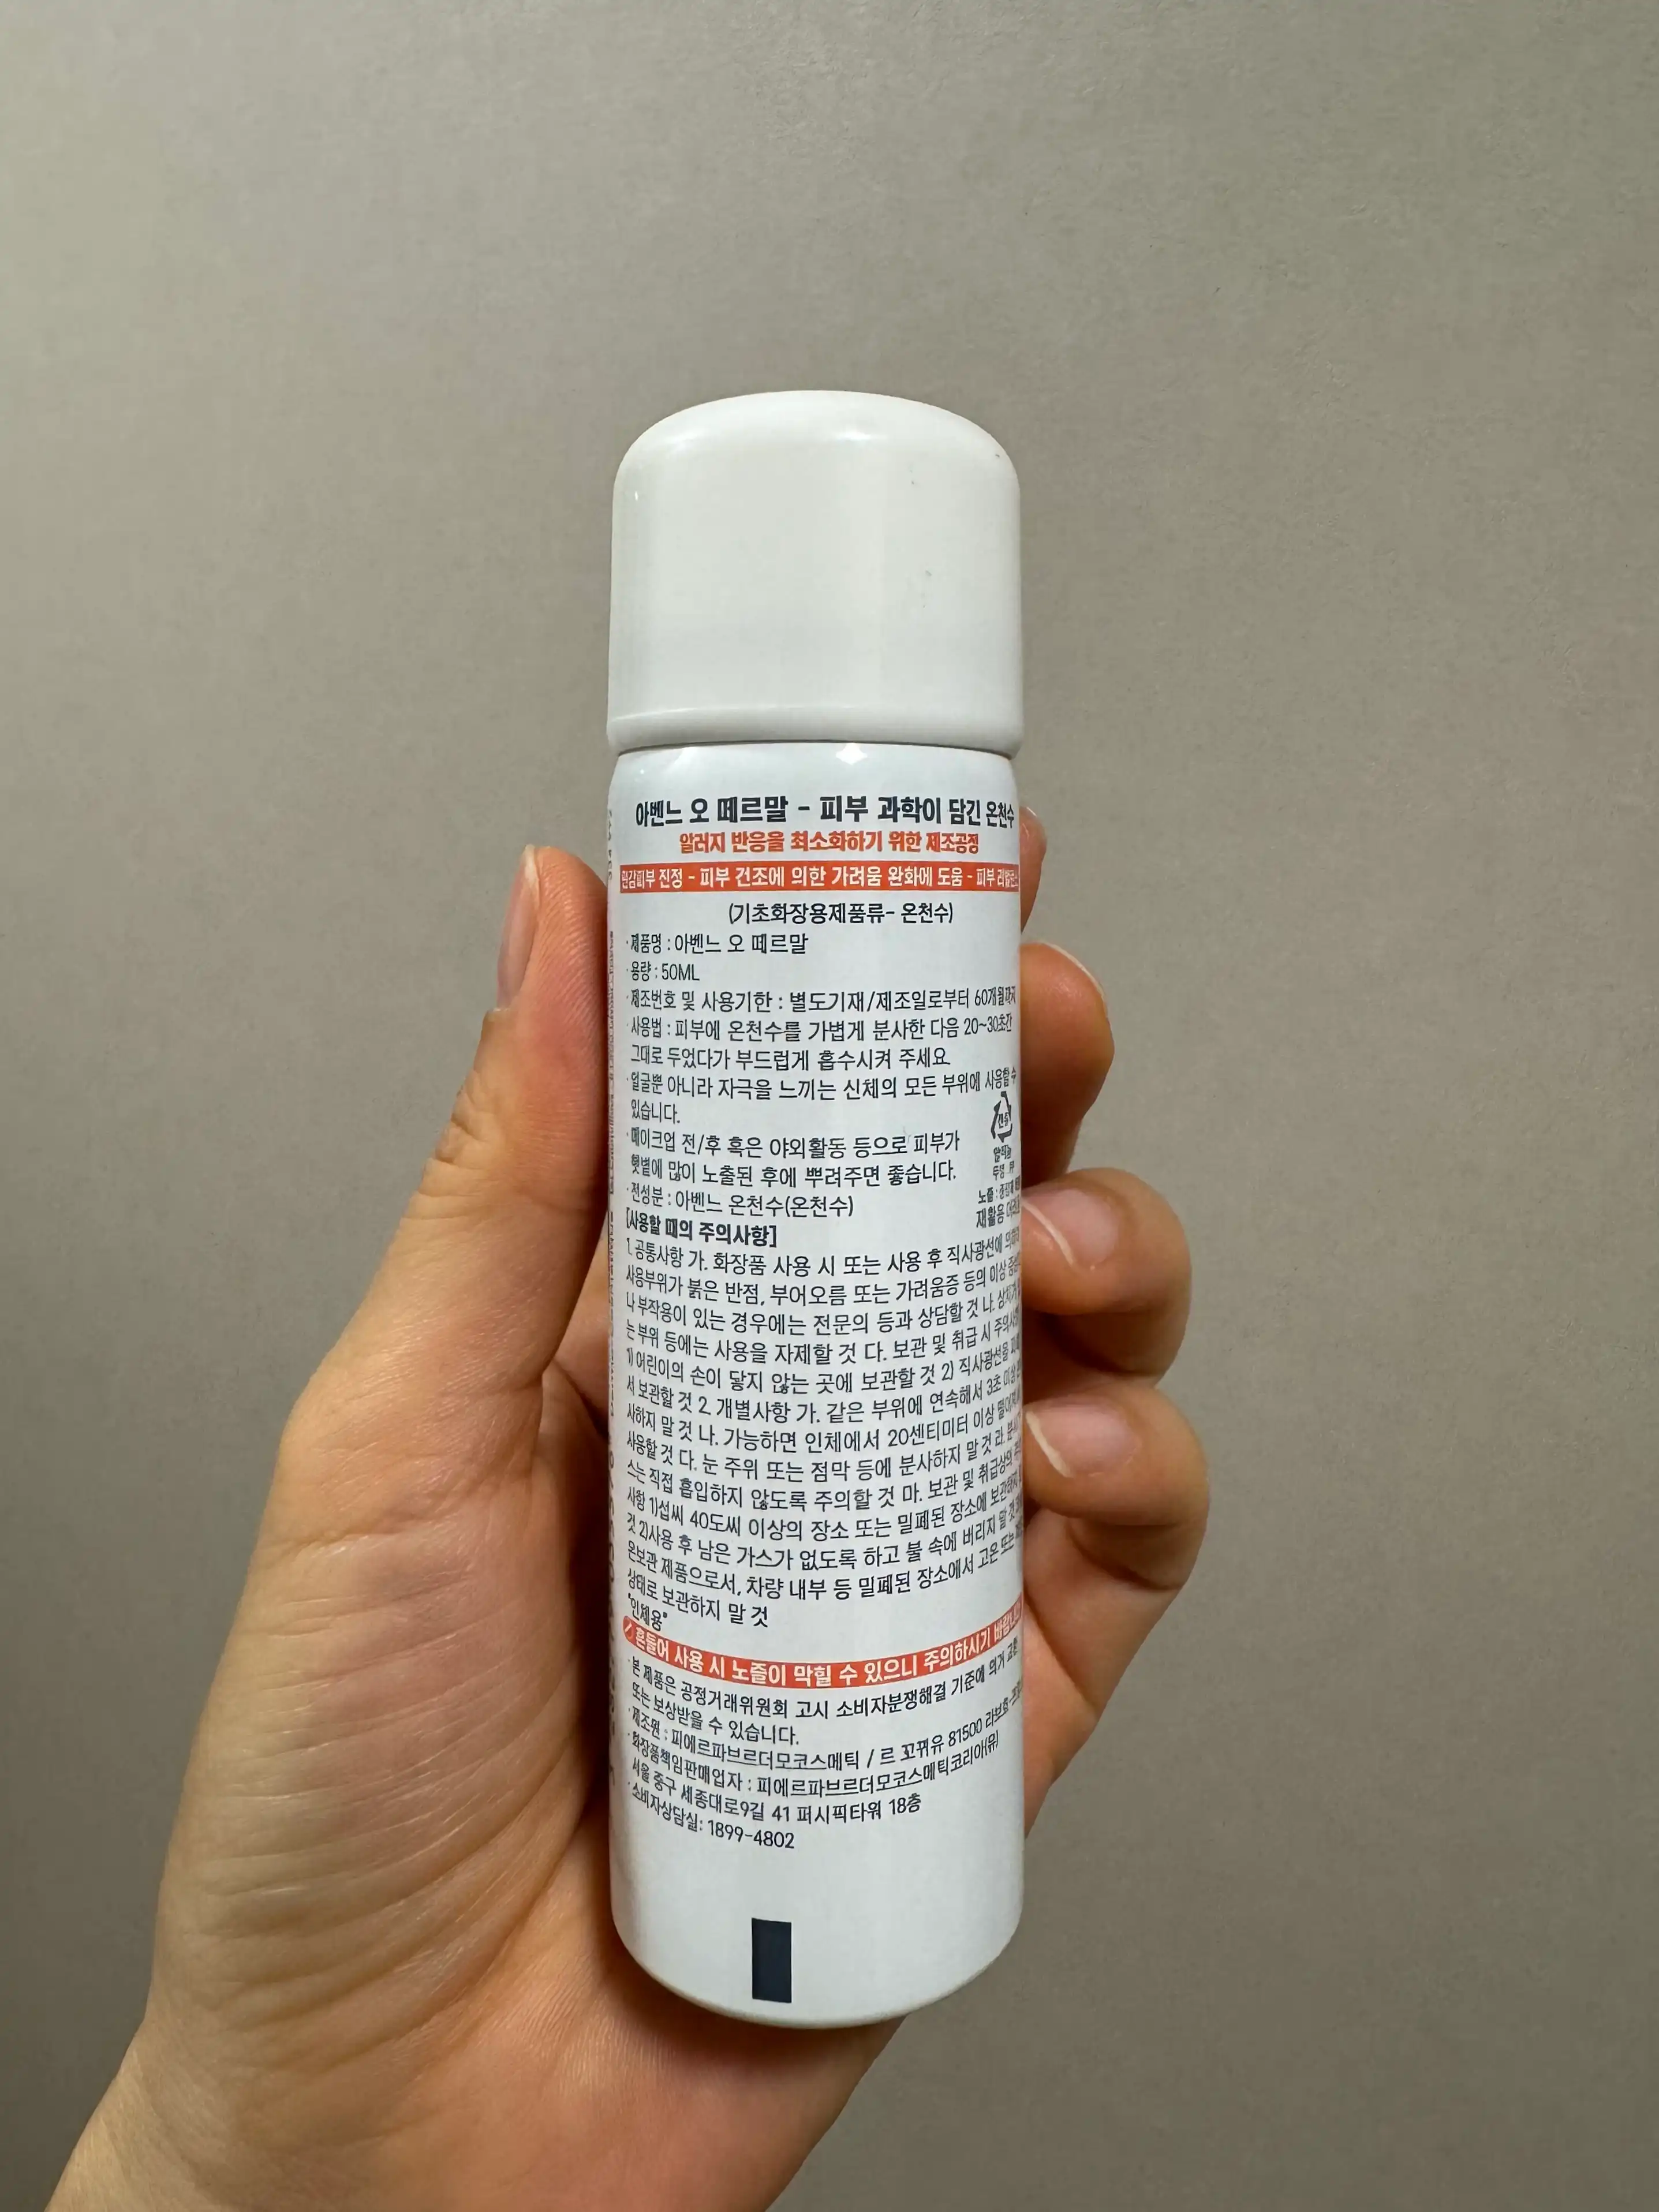 아벤느 오 떼르말 - 피부 과학이 담긴 온천수
알러지 반응을 최소화하기 위한 제조공정
민감피부 진정 - 피부 건조에 의한 가려움 완화에 도움 - 피부
(기초화장용제품류- 온천수)
· 제품명 : 아벤느 오 떼르말
· 용량 : 50ML
· 제조번호 및 사용기한 : 별도기재/제조일로부터 60개월까지
· 사용법 : 피부에 온천수를 가볍게 분사한 다음 20~30초간
그대로 두었다가 부드럽게 흡수시켜 주세요.
· 얼굴뿐 아니라 자극을 느끼는 신체의 모든 부위에 사용할 수
있습니다.
· 메이크업 전/후 혹은 야외활동 등으로 피부가
햇볕에 많이 노출된 후에 뿌려주면 좋습니다.
· 전성분 : 아벤느 온천수(온천수)
알미늄
뚜껑 : PP
노즐 :
재활용
[사용할 때의 주의사항]
1. 공통사항 가. 화장품 사용 시 또는 사용 후 직사광선에
사용부위가 붉은 반점, 부어오름 또는 가려움증 등의 이상
나 부작용이 있는 경우에는 전문의 등과 상담할 것 나. 상처가
는 부위 등에는 사용을 자제할 것 다. 보관 및 취급 시
1) 어린이의 손이 닿지 않는 곳에 보관할 것 2) 직사광선을
서 보관할 것 2. 개별사항 가. 같은 부위에 연속해서 3초 이상
사하지 말 것 나. 가능하면 인체에서 20센티미터 이상
사용할 것 다. 눈 주위 또는 점막 등에 분사하지 말 것 라.
스는 직접 흡입하지 않도록 주의할 것 마. 보관 및 취급상의
사항 1)섭씨 40도씨 이상의 장소 또는 밀폐된 장소에
것 2)사용 후 남은 가스가 없도록 하고 불 속에 버리지 말 것
온보관 제품으로서, 차량 내부 등 밀폐된 장소에서 고온 또는
상태로 보관하지 말 것
"인체용"
흔들어 사용 시 노즐이 막힐 수 있으니 주의하시기
· 본 제품은 공정거래위원회 고시 소비자분쟁해결 기준에 의거 교환
또는 보상받을 수 있습니다.
· 제조원 : 피에르파브르더모코스메틱 / 르 꼬뀌유 81500
· 화장품책임판매업자 : 피에르파브르더모코스메틱코리아(유)
서울 중구 세종대로9길 41 퍼시픽타워 18층
· 소비자상담실: 1899-4802